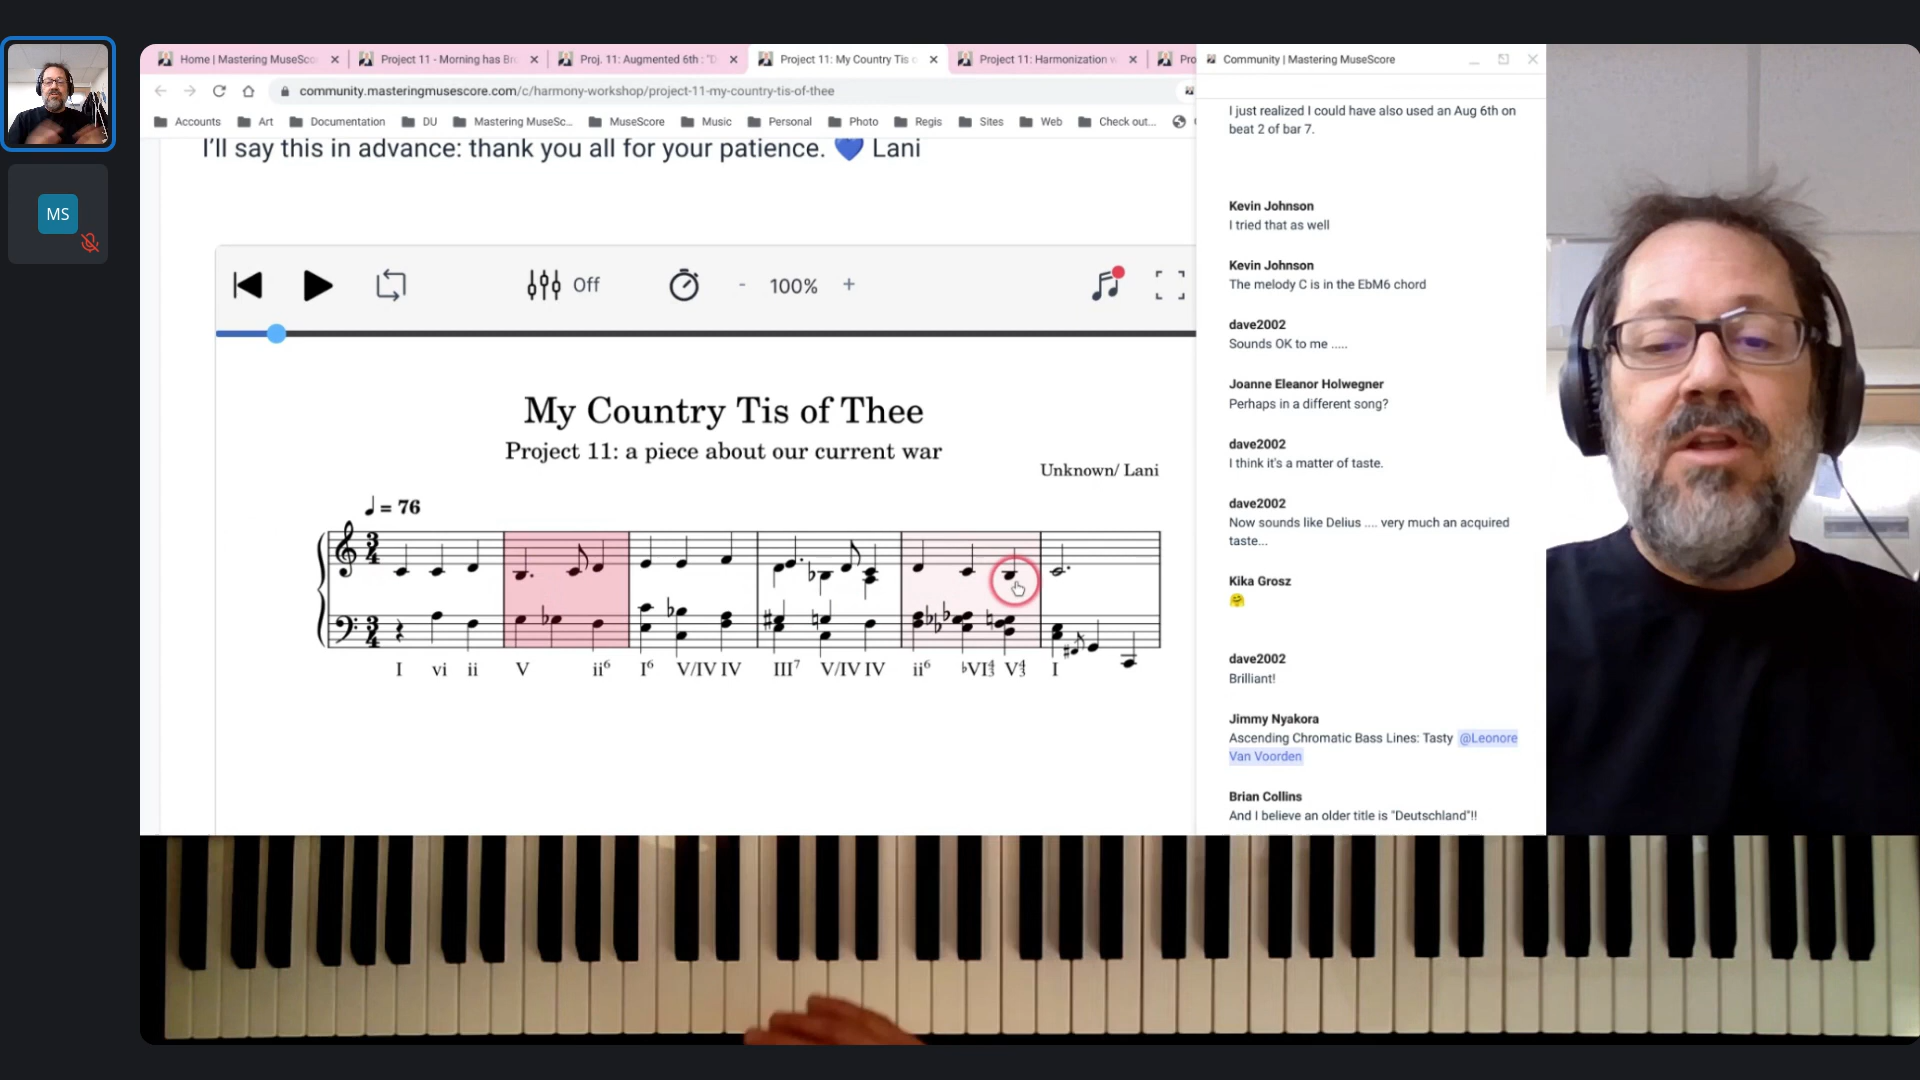 MS
Home | Mastering MuseSco
Project 11 - Morning has Br
Proj. 11: Augmented 6th : "D
Project 11: My Country Tis o
Project 11: Harmonization w
Pro
community.masteringmusescore.com/c/harmony-workshop/project-11-my-country-tis-of-thee
Accounts
Art
Documentation
DU
Mastering MuseSc...
MuseScore
Music
Personal
Photo
Regis
Sites
Web
Check out...
I'll say this in advance: thank you all for your patience. 💙 Lani
Off
- 100% +
My Country Tis of Thee
Project 11: a piece about our current war
Unknown/ Lani
♩ = 76
3 4
3 4
I vi ii V ii6 I6 V/IV IV III7 V/IV IV ii6 ♭VI43 V43 I
Community | Mastering MuseScore
I just realized I could have also used an Aug 6th on
beat 2 of bar 7.
Kevin Johnson
I tried that as well
Kevin Johnson
The melody C is in the EbM6 chord
dave2002
Sounds OK to me .....
Joanne Eleanor Holwegner
Perhaps in a different song?
dave2002
I think it's a matter of taste.
dave2002
Now sounds like Delius .... very much an acquired
taste...
Kika Grosz
🤗
dave2002
Brilliant!
Jimmy Nyakora
Ascending Chromatic Bass Lines: Tasty @Leonore
Van Voorden
Brian Collins
And I believe an older title is "Deutschland"!!